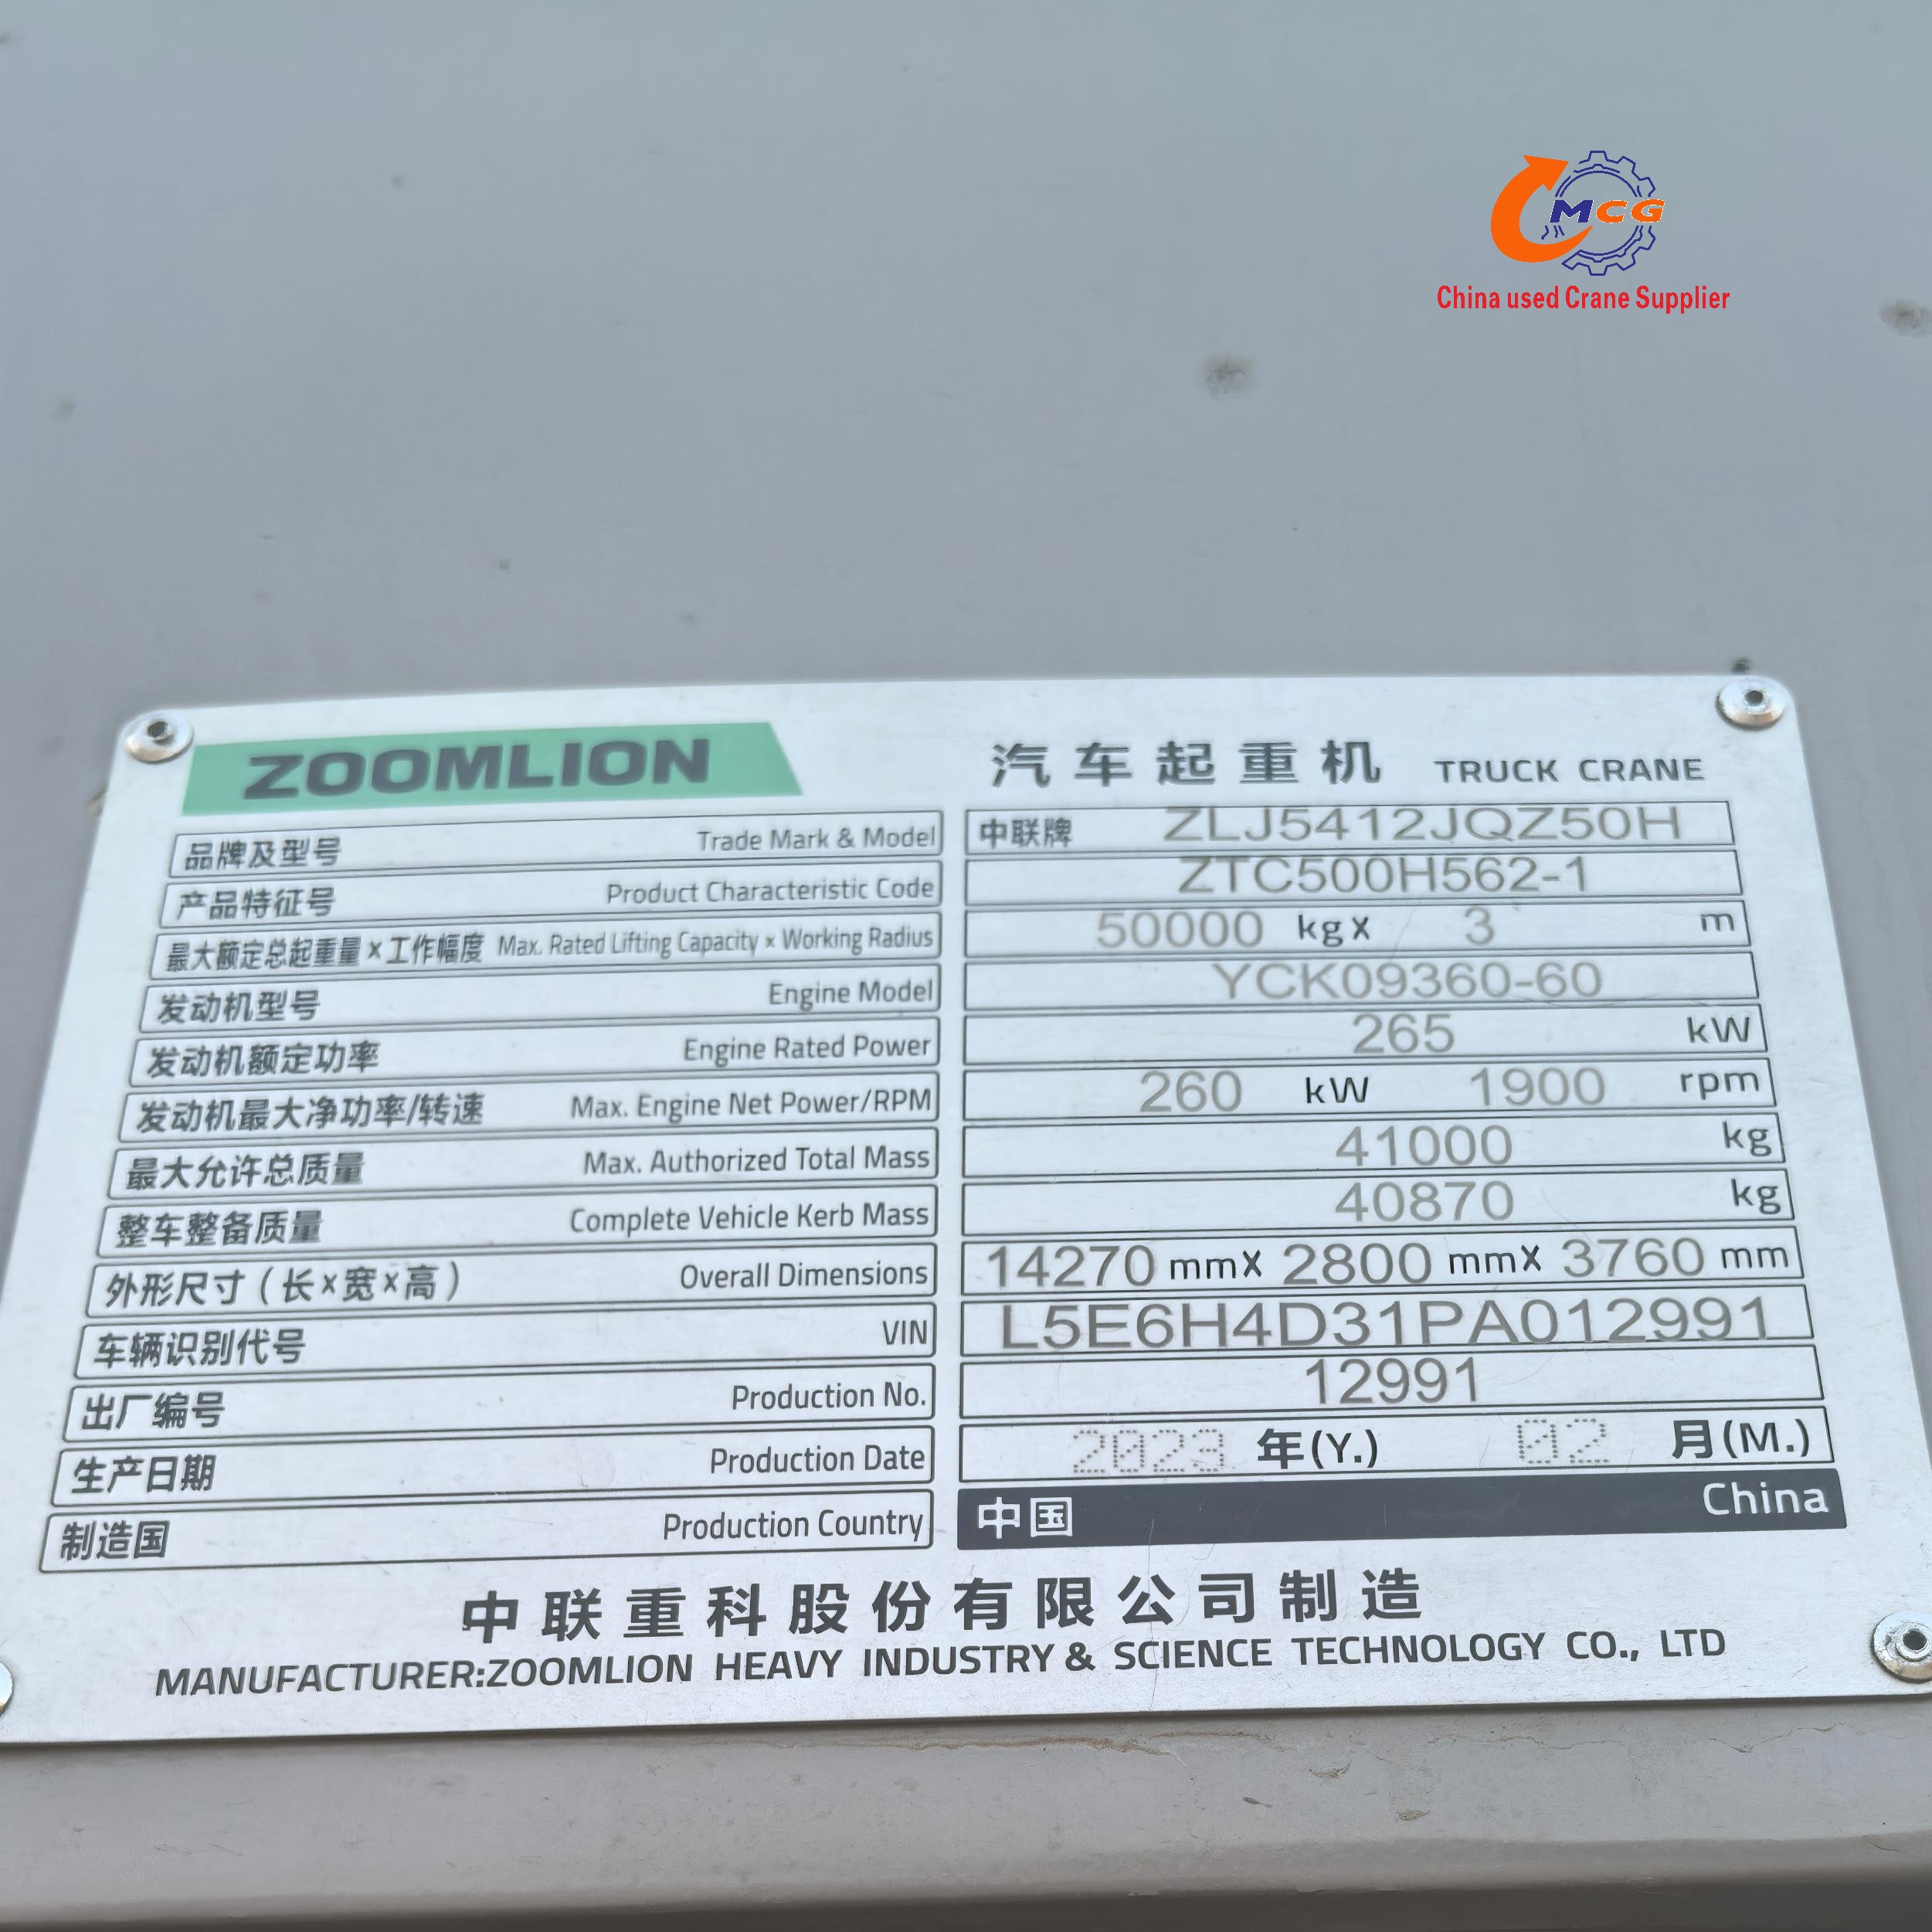 MCG
China used Crane Supplier
ZOOMLION 汽车起重机 TRUCK CRANE
品牌及型号 Trade Mark & Model 中联牌 ZLJ5412JQZ50H
产品特征号 Product Characteristic Code ZTC500H562-1
最大额定总起重量×工作幅度 Max. Rated Lifting Capacity × Working Radius 50000 kg X 3 m
发动机型号 Engine Model YCK09360-60
发动机额定功率 Engine Rated Power 265 kW
发动机最大净功率/转速 Max. Engine Net Power/RPM 260 kW 1900 rpm
最大允许总质量 Max. Authorized Total Mass 41000 kg
整车整备质量 Complete Vehicle Kerb Mass 40870 kg
外形尺寸(长×宽×高) Overall Dimensions 14270 mmX 2800 mmX 3760 mm
车辆识别代号 VIN L5E6H4D31PA012991
出厂编号 Production No. 12991
生产日期 Production Date 2023 年(Y.) 02 月(M.)
制造国 Production Country 中国 China
中联重科股份有限公司制造
MANUFACTURER:ZOOMLION HEAVY INDUSTRY & SCIENCE TECHNOLOGY CO., LTD